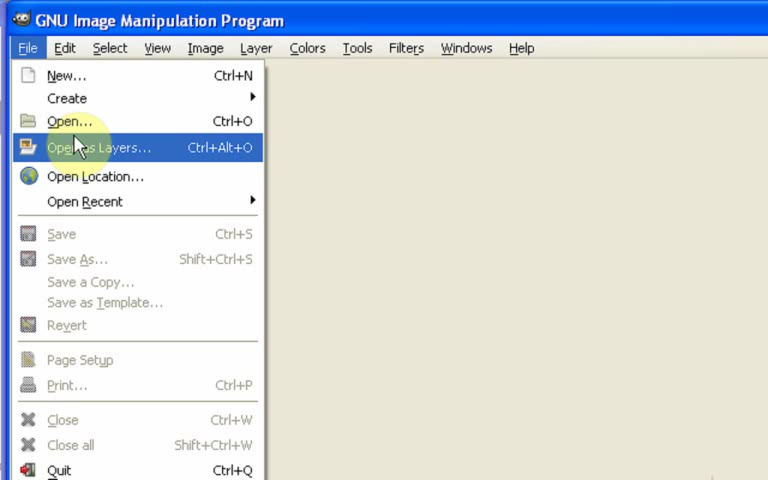 GNU Image Manipulation Program
File Edit Select View Image Layer Colors Tools Filters Windows Help
New... Ctrl+N
Create
Open... Ctrl+O
Open as Layers... Ctrl+Alt+O
Open Location...
Open Recent
Save Ctrl+S
Save As... Shift+Ctrl+S
Save a Copy...
Save as Template...
Revert
Page Setup
Print... Ctrl+P
Close Ctrl+W
Close all Shift+Ctrl+W
Quit Ctrl+Q